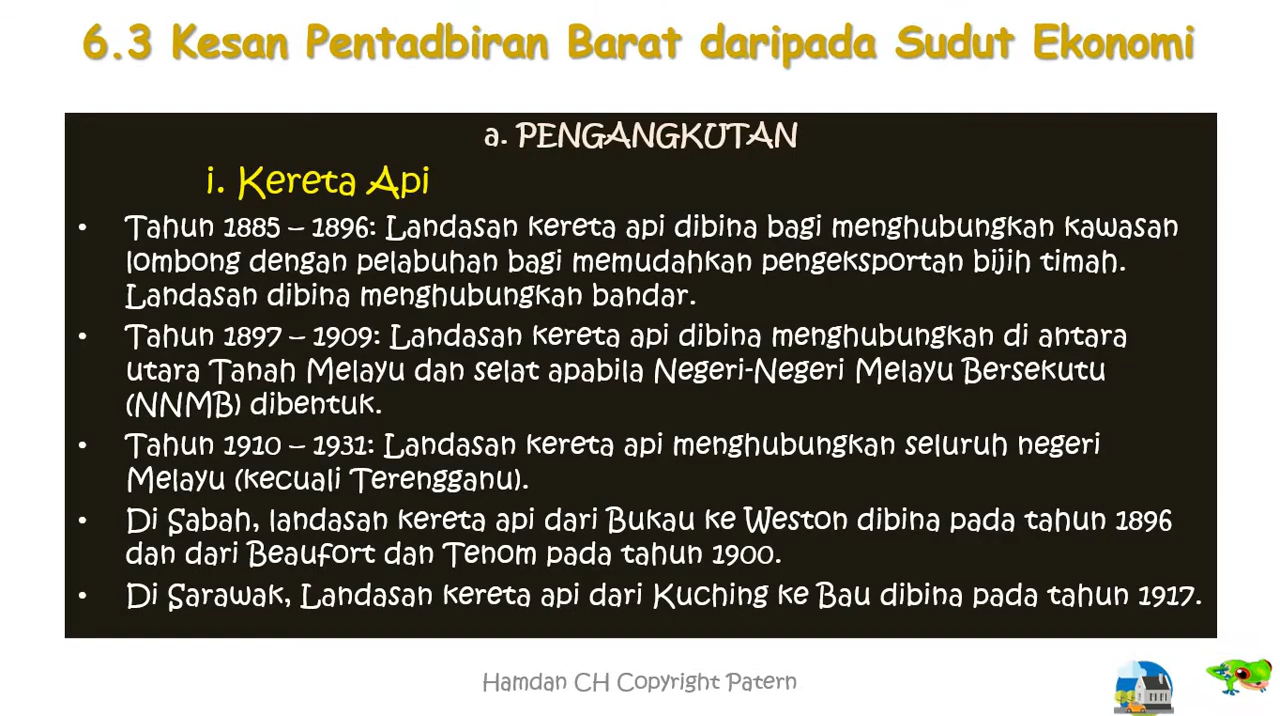 6.3 Kesan Pentadbiran Barat daripada Sudut Ekonomi
a. PENGANGKUTAN
i. Kereta Api
• Tahun 1885 – 1896: Landasan kereta api dibina bagi menghubungkan kawasan
lombong dengan pelabuhan bagi memudahkan pengeksportan bijih timah.
Landasan dibina menghubungkan bandar.
• Tahun 1897 – 1909: Landasan kereta api dibina menghubungkan di antara
utara Tanah Melayu dan selat apabila Negeri-Negeri Melayu Bersekutu
(NNMB) dibentuk.
• Tahun 1910 – 1931: Landasan kereta api menghubungkan seluruh negeri
Melayu (kecuali Terengganu).
• Di Sabah, landasan kereta api dari Bukau ke Weston dibina pada tahun 1896
dan dari Beaufort dan Tenom pada tahun 1900.
• Di Sarawak, Landasan kereta api dari Kuching ke Bau dibina pada tahun 1917.
Hamdan CH Copyright Patern